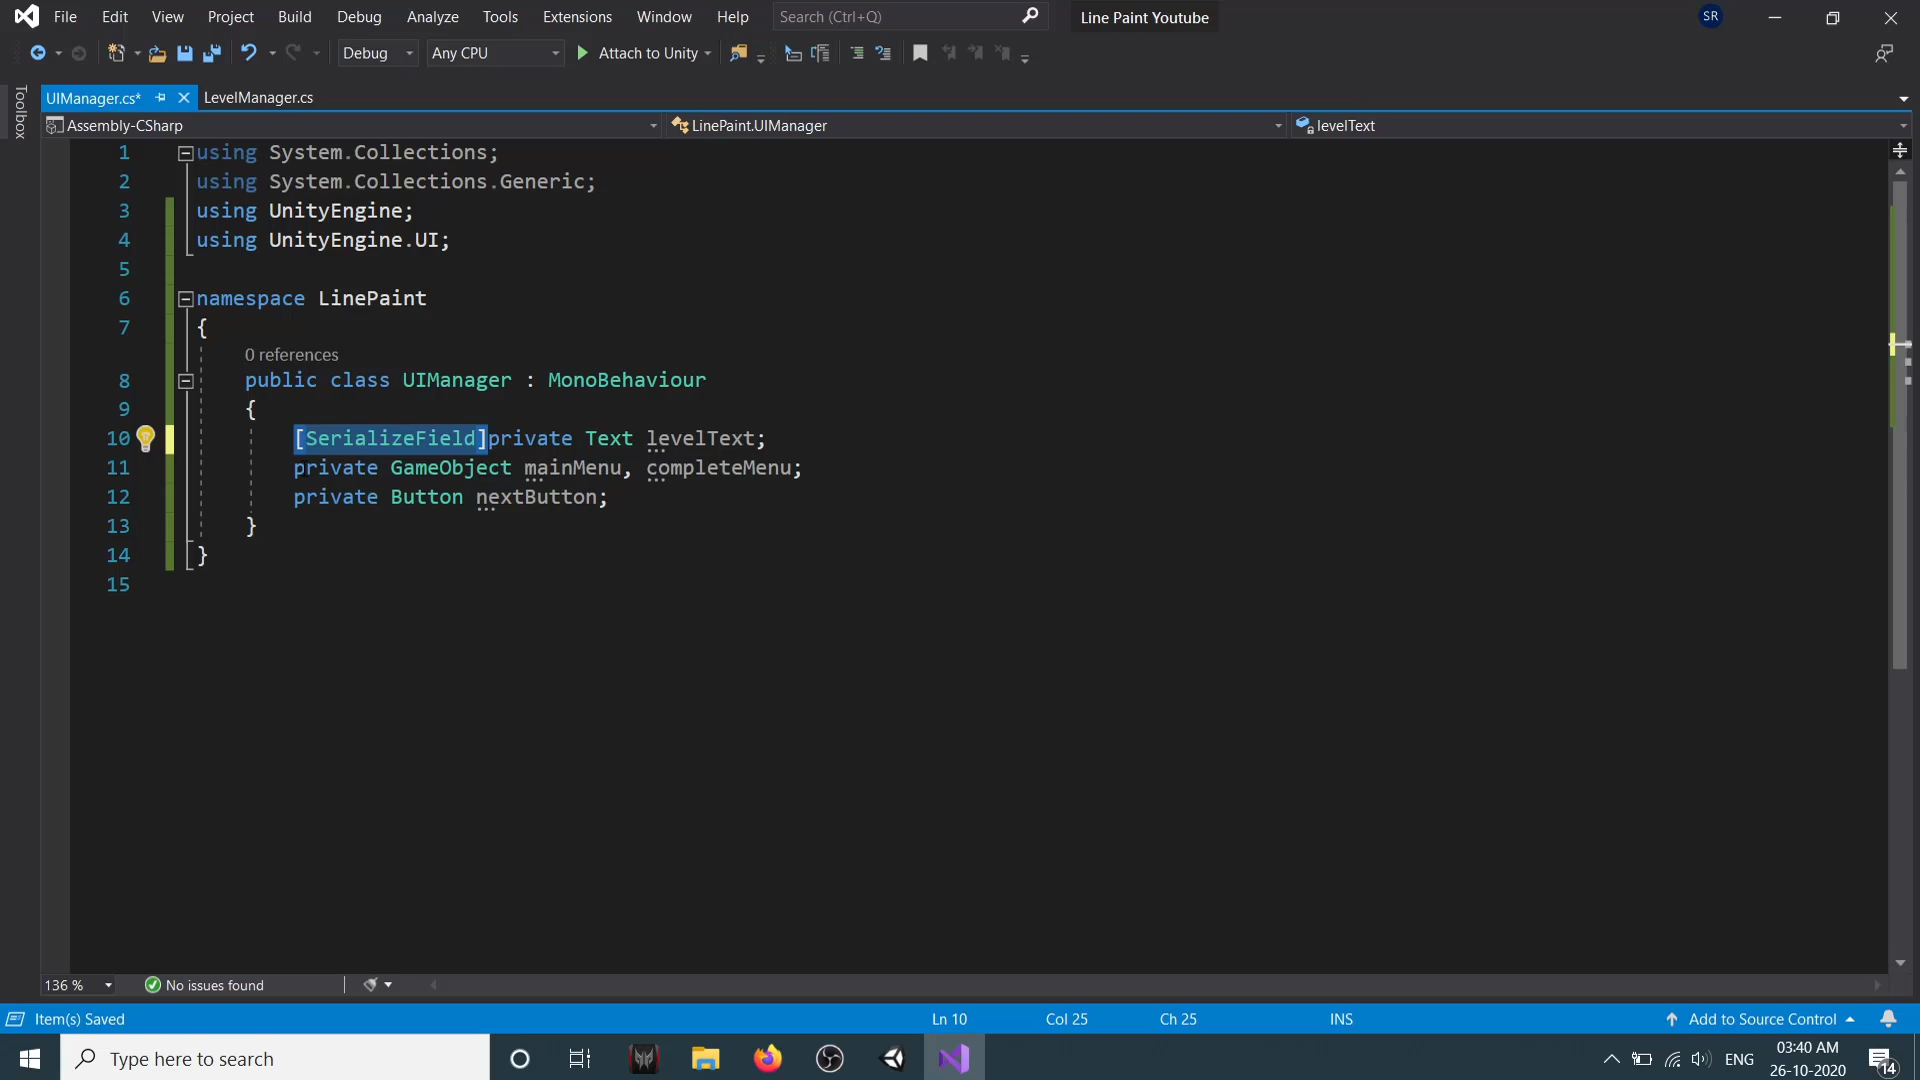 File Edit View Project Build Debug Analyze Tools Extensions Window Help Search (Ctrl+Q) Line Paint Youtube SR
Debug Any CPU Attach to Unity
Toolbox
UIManager.cs* LevelManager.cs
Assembly-CSharp LinePaint.UIManager levelText
1 using System.Collections;
2 using System.Collections.Generic;
3 using UnityEngine;
4 using UnityEngine.UI;
5
6 namespace LinePaint
7 {
0 references
8 public class UIManager : MonoBehaviour
9 {
10 [SerializeField]private Text levelText;
11 private GameObject mainMenu, completeMenu;
12 private Button nextButton;
13 }
14 }
15
136 % No issues found
Item(s) Saved Ln 10 Col 25 Ch 25 INS Add to Source Control
Type here to search ENG 03:40 AM
26-10-2020 14